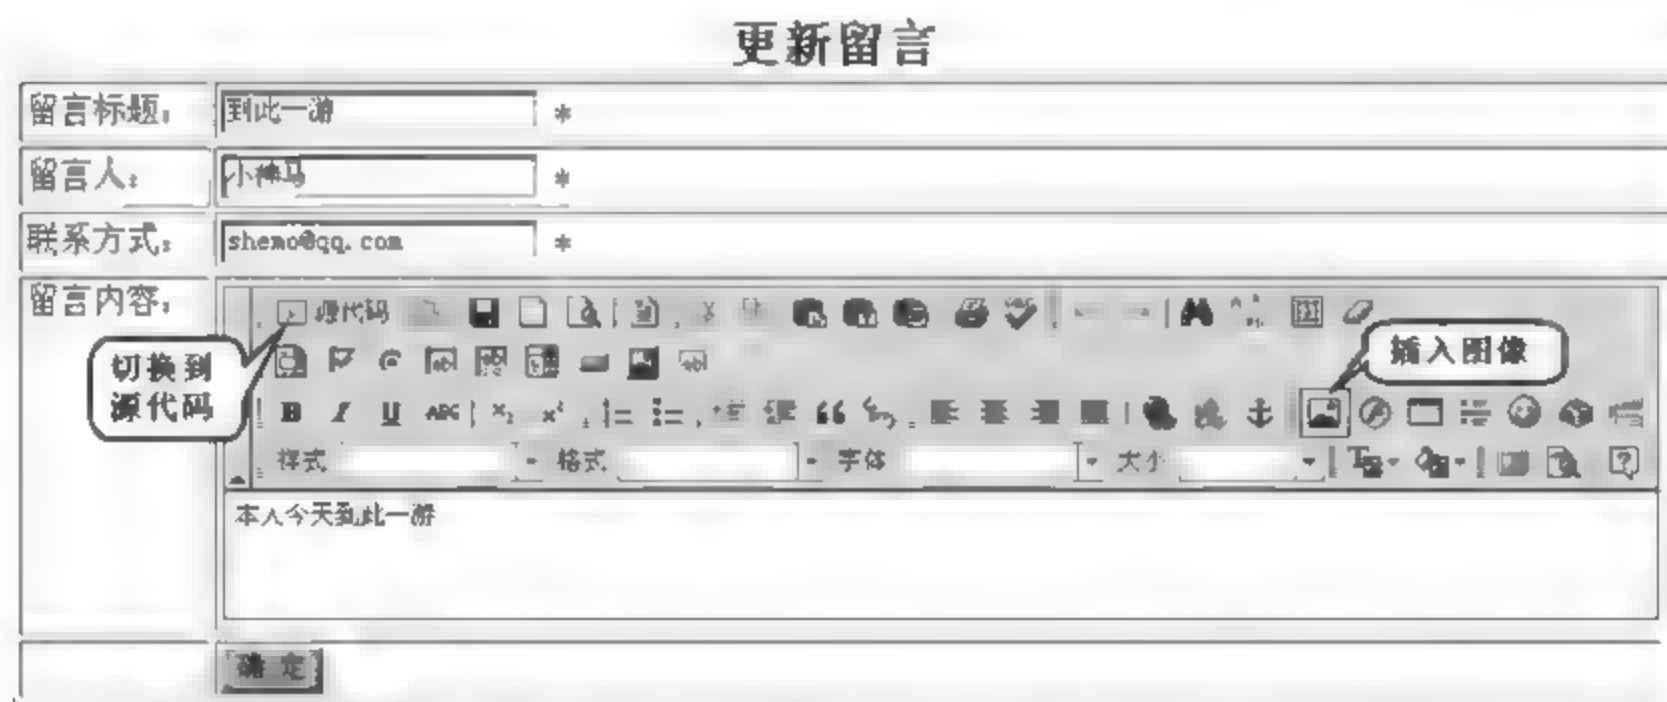 更新留言
留言标题： 到此一游 *
留言人： 小神马 *
联系方式： shemo@qq.com *
留言内容：
源代码
切换到
源代码
插入图像
B I U ABC x₂ x²
样式 格式 字体 大小
本人今天到此一游
确定